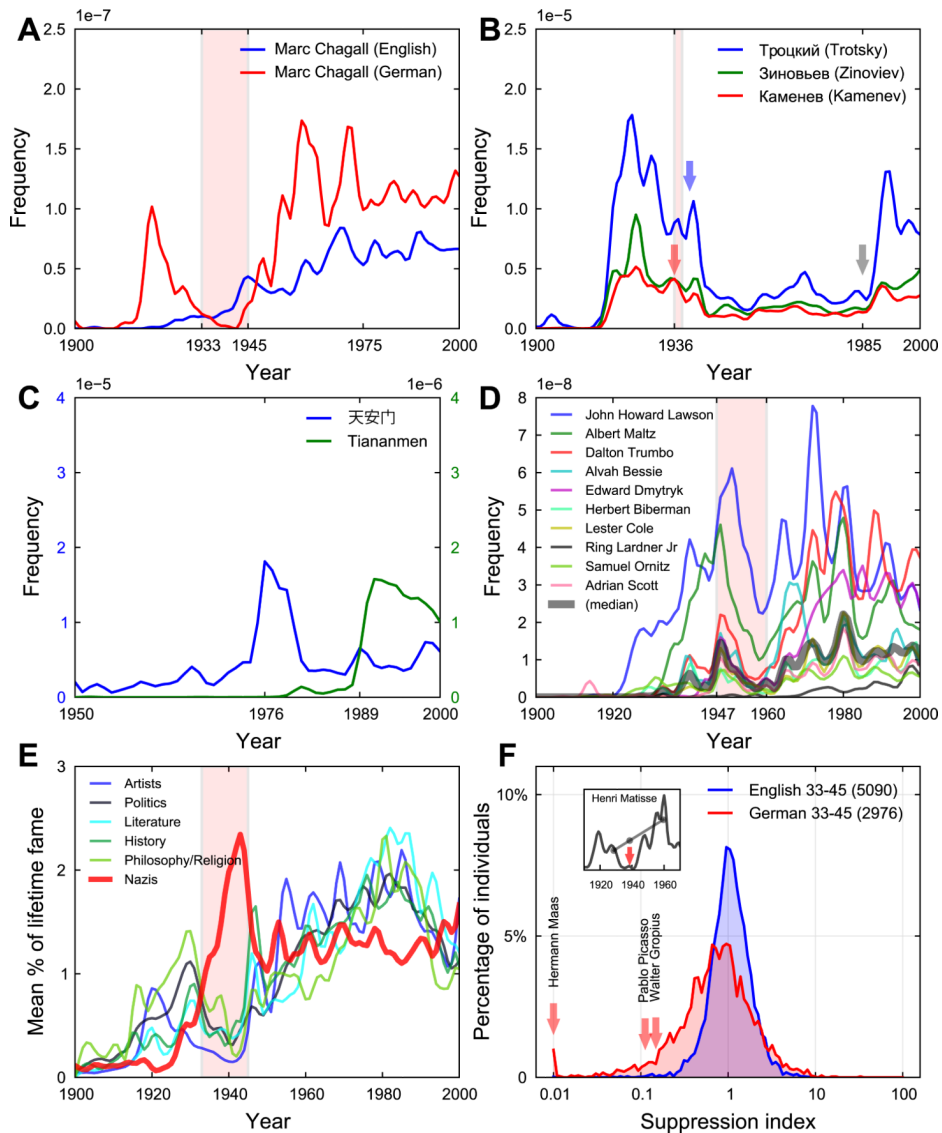 A
1e-7
2.5
2.0
1.5
1.0
0.5
0.0
Frequency
Marc Chagall (English)
Marc Chagall (German)
1900
1933
1945
1975
2000
Year
B
1e-5
2.5
2.0
1.5
1.0
0.5
0.0
Frequency
Троцкий (Trotsky)
Зиновьев (Zinoviev)
Каменев (Kamenev)
1900
1936
1985
2000
Year
C
1e-5
1e-6
4
3
2
1
0
Frequency
天安门
Tiananmen
4
3
2
1
0
1950
1976
1989
2000
Year
D
1e-8
8
7
6
5
4
3
2
1
0
Frequency
John Howard Lawson
Albert Maltz
Dalton Trumbo
Alvah Bessie
Edward Dmytryk
Herbert Biberman
Lester Cole
Ring Lardner Jr
Samuel Ornitz
Adrian Scott
(median)
1900
1920
1947
1960
1980
2000
Year
E
3
2
1
0
Mean % of lifetime fame
Artists
Politics
Literature
History
Philosophy/Religion
Nazis
1900
1920
1940
1960
1980
2000
Year
F
10%
5%
0
Percentage of individuals
Henri Matisse
1920
1940
1960
English 33-45 (5090)
German 33-45 (2976)
Hermann Maas
Pablo Picasso
Walter Gropius
0.01
0.1
1
10
100
Suppression index